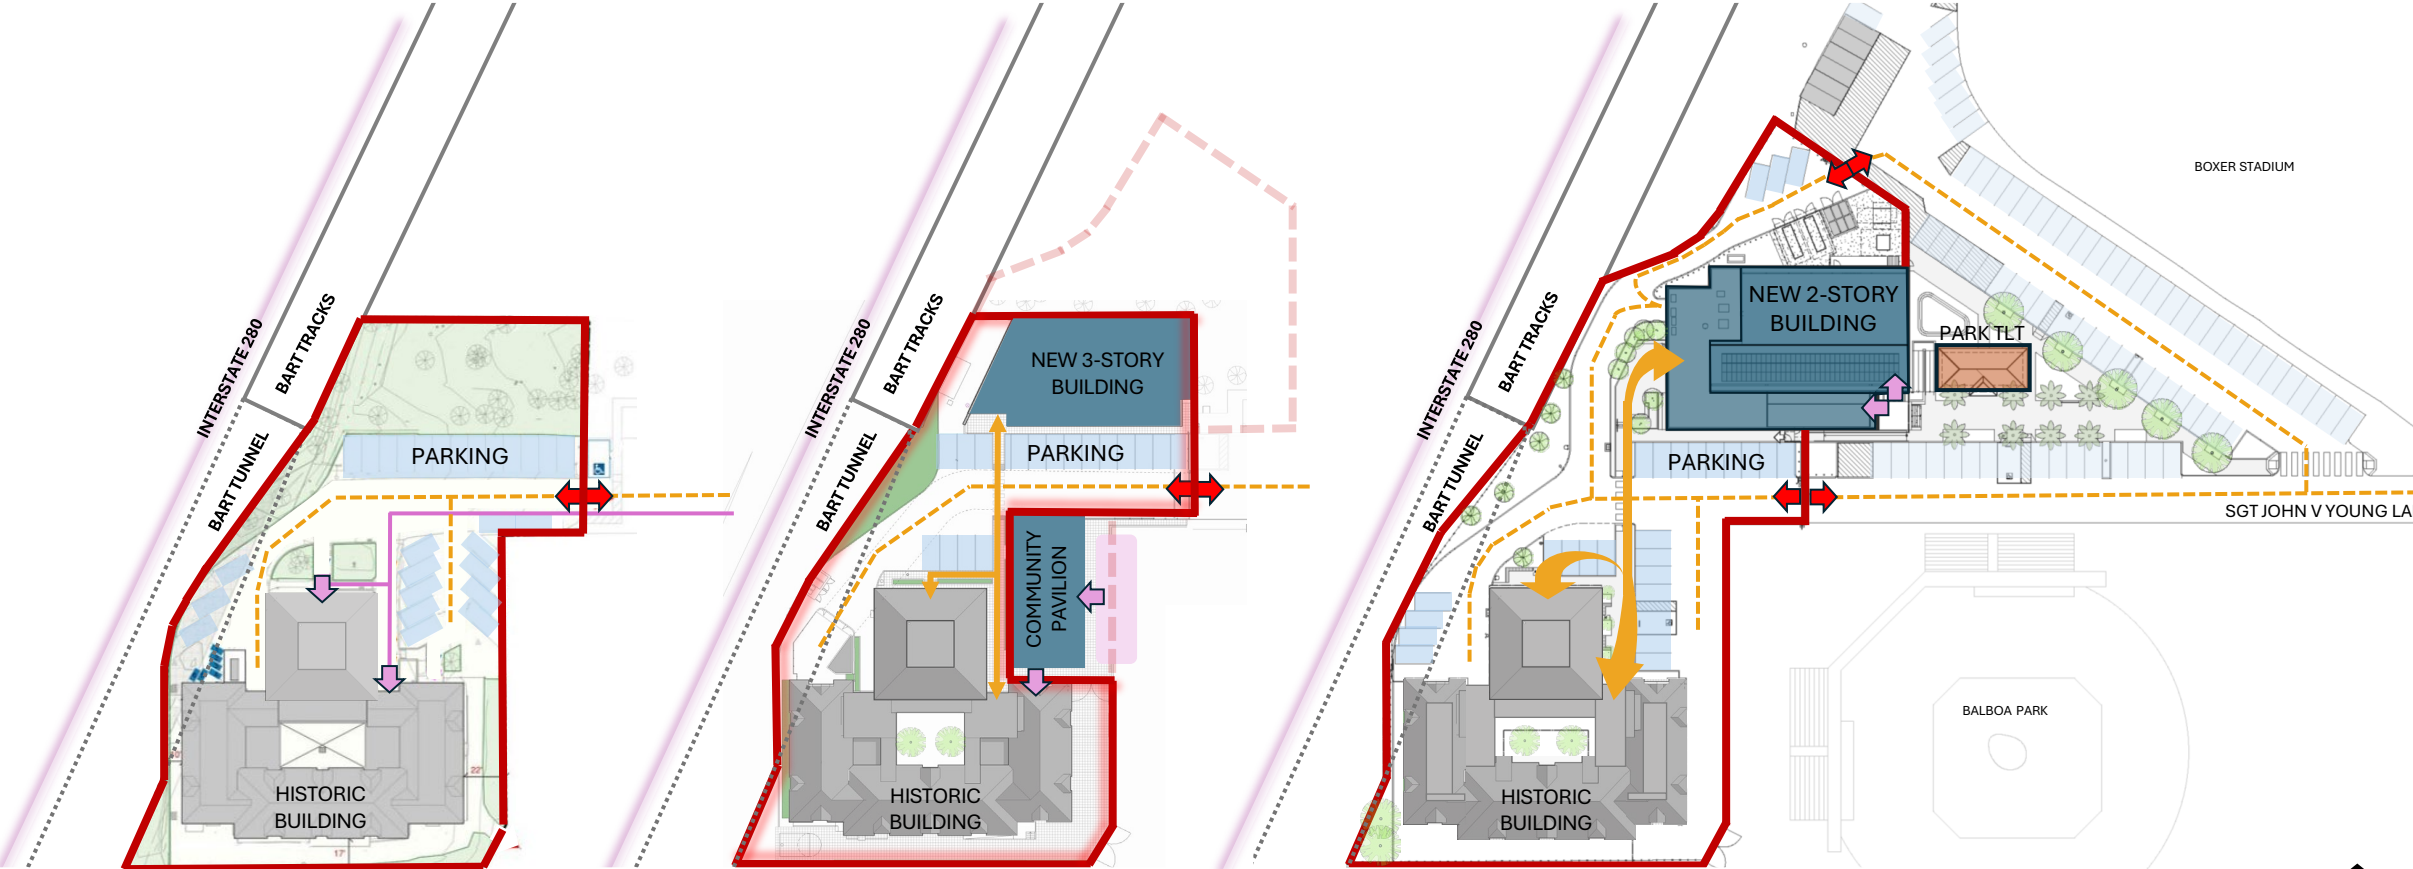 INTERSTATE 280
BART TRACKS
BART TUNNEL
PARKING
HISTORIC
BUILDING
22'
17'
INTERSTATE 280
BART TRACKS
BART TUNNEL
NEW 3-STORY
BUILDING
PARKING
COMMUNITY
PAVILION
HISTORIC
BUILDING
INTERSTATE 280
BART TRACKS
BART TUNNEL
BOXER STADIUM
NEW 2-STORY
BUILDING
PARK TLT
PARKING
SGT JOHN V YOUNG LA
BALBOA PARK
HISTORIC
BUILDING